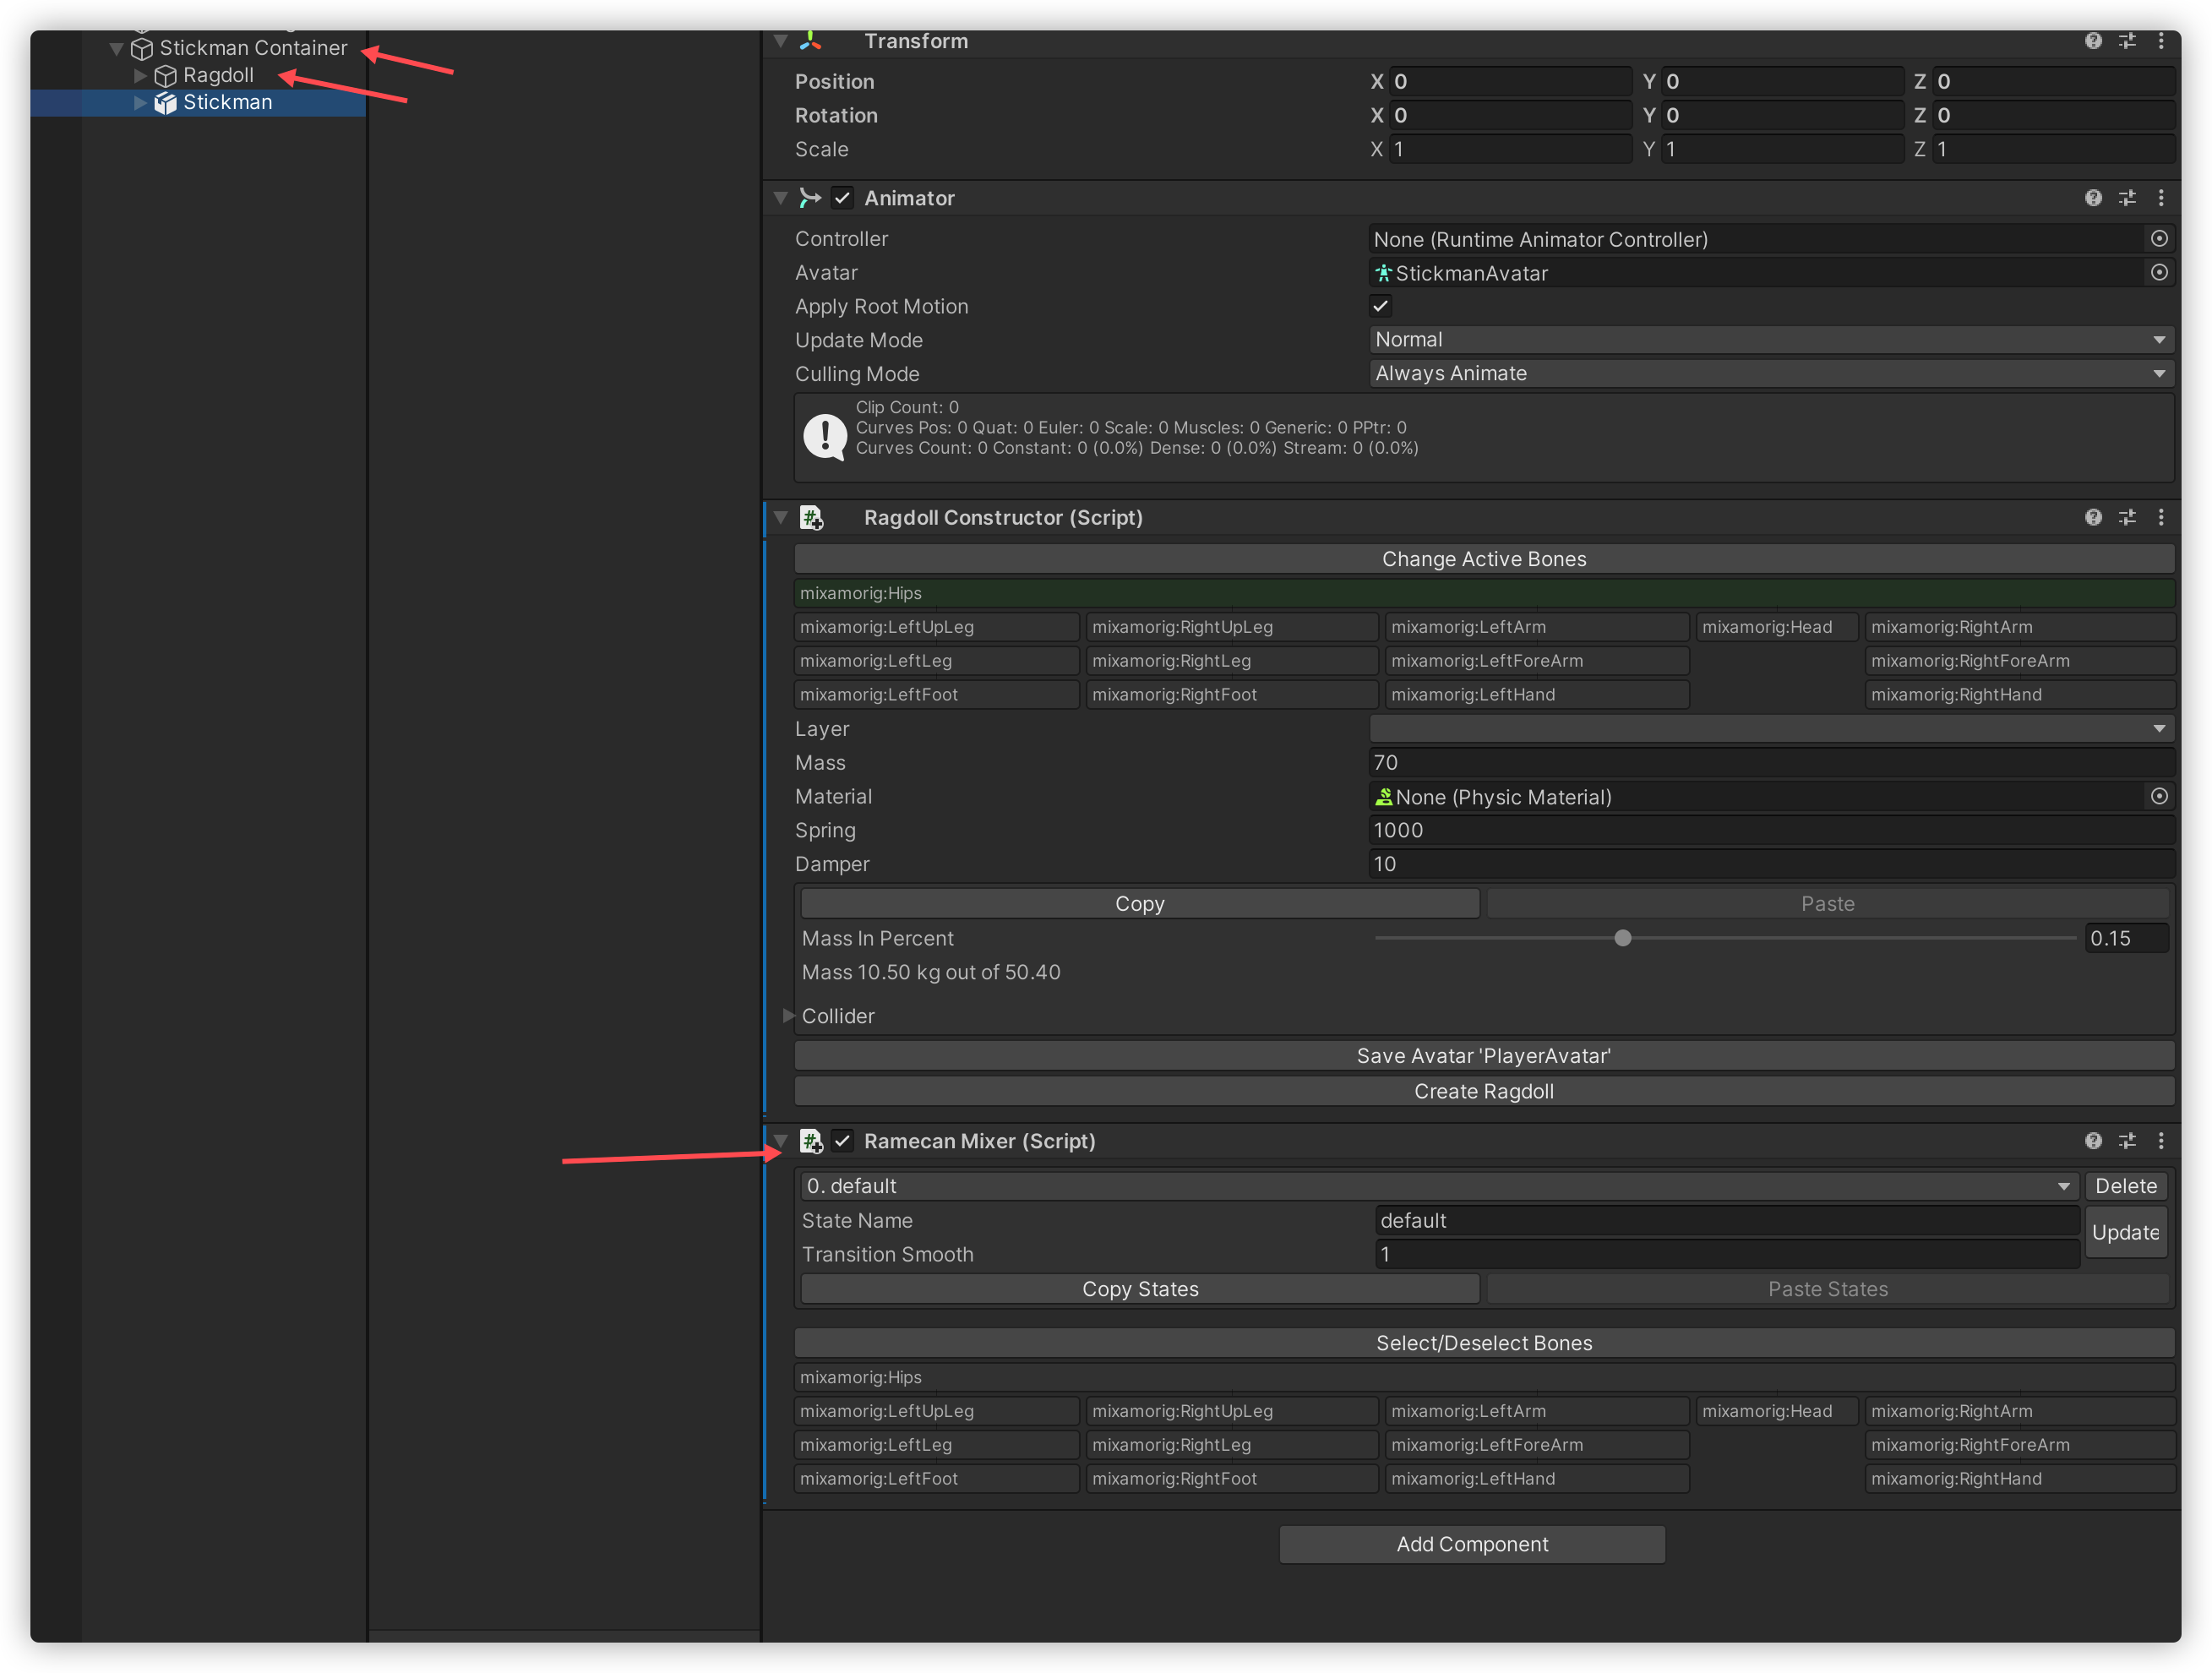 Stickman Container
Ragdoll
Stickman
Transform
Position X 0 Y 0 Z 0
Rotation X 0 Y 0 Z 0
Scale X 1 Y 1 Z 1
Animator
Controller None (Runtime Animator Controller)
Avatar StickmanAvatar
Apply Root Motion
Update Mode Normal
Culling Mode Always Animate
Clip Count: 0
Curves Pos: 0 Quat: 0 Euler: 0 Scale: 0 Muscles: 0 Generic: 0 PPtr: 0
Curves Count: 0 Constant: 0 (0.0%) Dense: 0 (0.0%) Stream: 0 (0.0%)
Ragdoll Constructor (Script)
Change Active Bones
mixamorig:Hips
mixamorig:LeftUpLeg mixamorig:RightUpLeg mixamorig:LeftArm mixamorig:Head mixamorig:RightArm
mixamorig:LeftLeg mixamorig:RightLeg mixamorig:LeftForeArm mixamorig:RightForeArm
mixamorig:LeftFoot mixamorig:RightFoot mixamorig:LeftHand mixamorig:RightHand
Layer
Mass 70
Material None (Physic Material)
Spring 1000
Damper 10
Copy Paste
Mass In Percent 0.15
Mass 10.50 kg out of 50.40
Collider
Save Avatar 'PlayerAvatar'
Create Ragdoll
Ramecan Mixer (Script)
0. default Delete
State Name default
Update
Transition Smooth 1
Copy States Paste States
Select/Deselect Bones
mixamorig:Hips
mixamorig:LeftUpLeg mixamorig:RightUpLeg mixamorig:LeftArm mixamorig:Head mixamorig:RightArm
mixamorig:LeftLeg mixamorig:RightLeg mixamorig:LeftForeArm mixamorig:RightForeArm
mixamorig:LeftFoot mixamorig:RightFoot mixamorig:LeftHand mixamorig:RightHand
Add Component